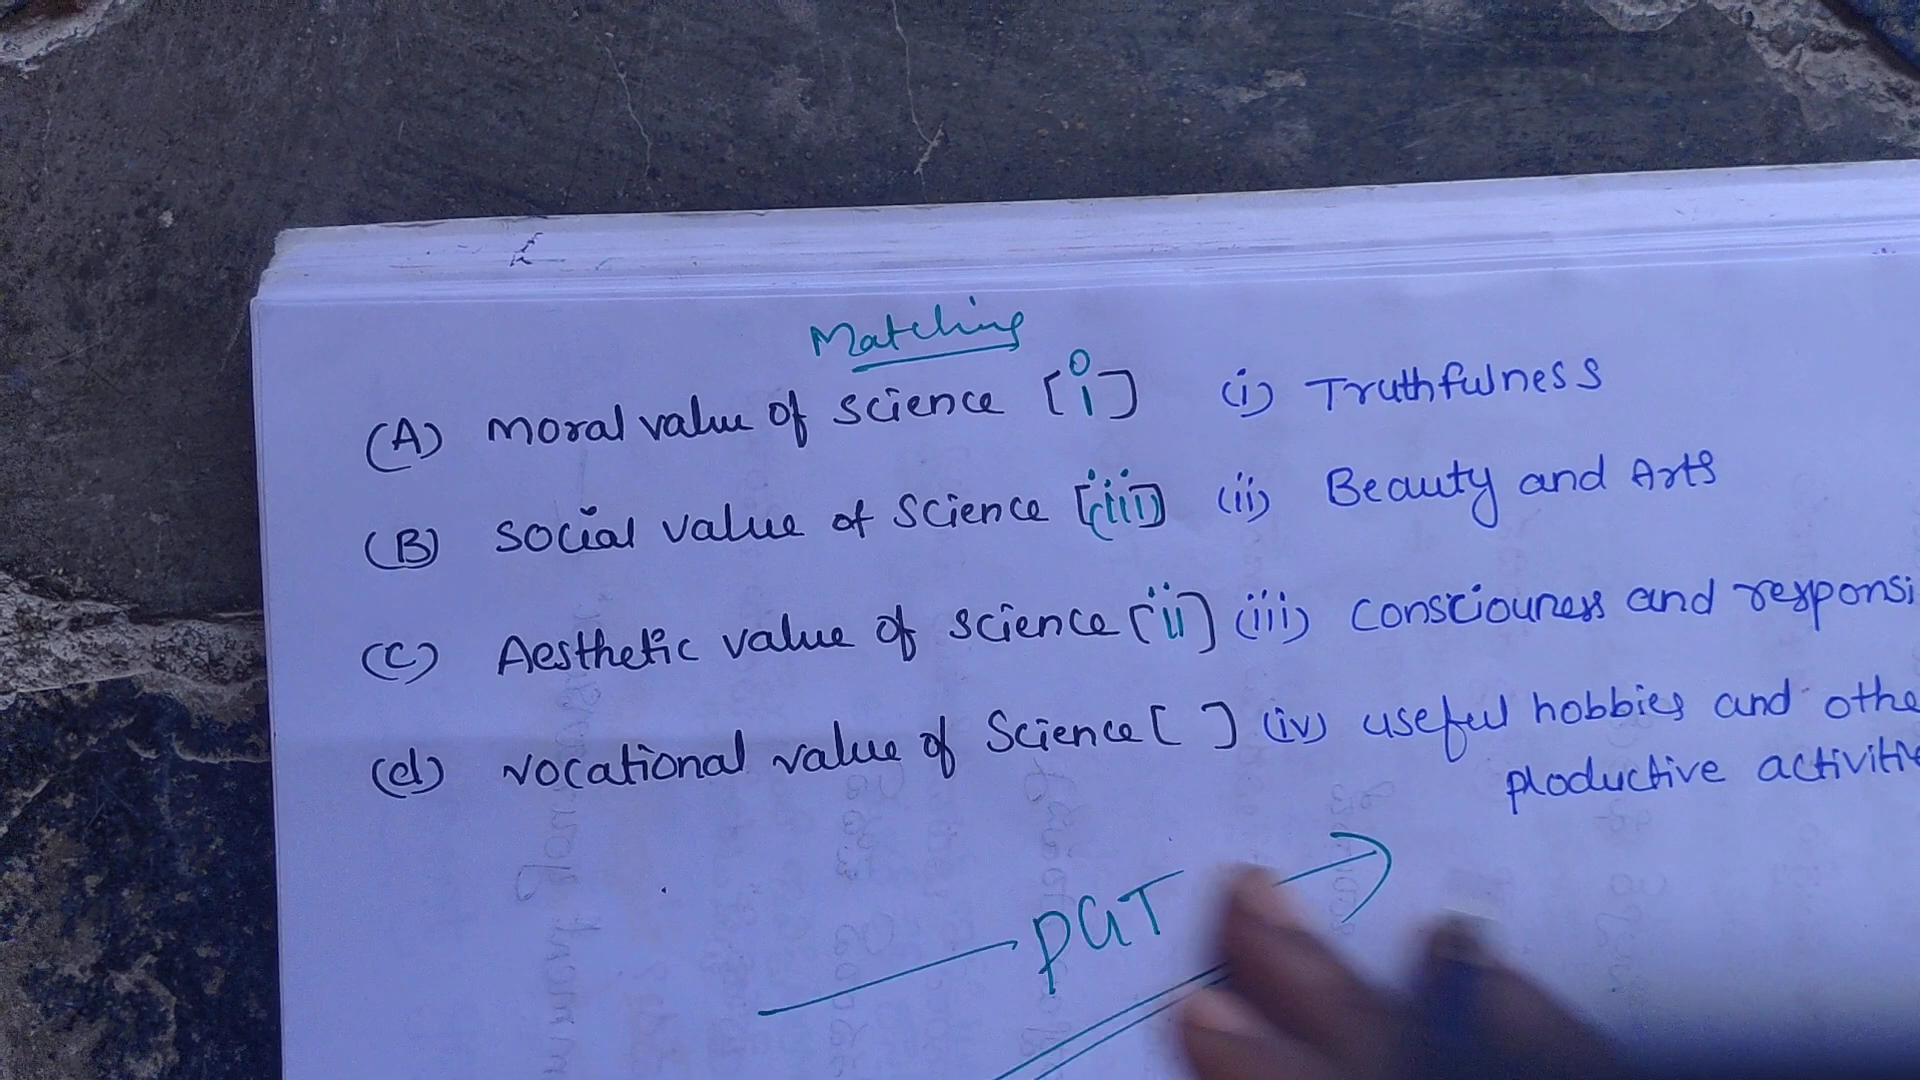 Matching
(A) Moral value of science [i] (i) Truthfulness
(B) social value of science [(iii)] (ii) Beauty and Arts
(C) Aesthetic value of science [ii] (iii) Consciouness and responsi
(d) vocational value of Science [ ] (iv) useful hobbies and othe
ploductive activitie
PGT